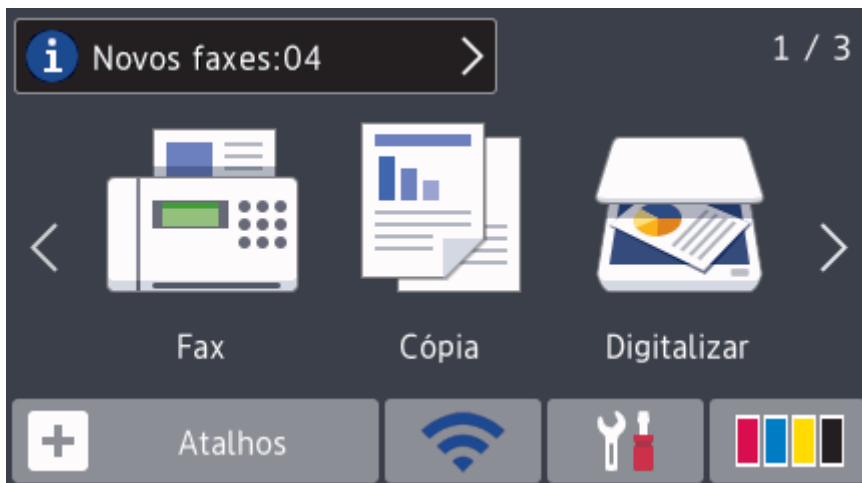 Novos faxes:04
1 / 3
Fax
Cópia
Digitalizar
Atalhos